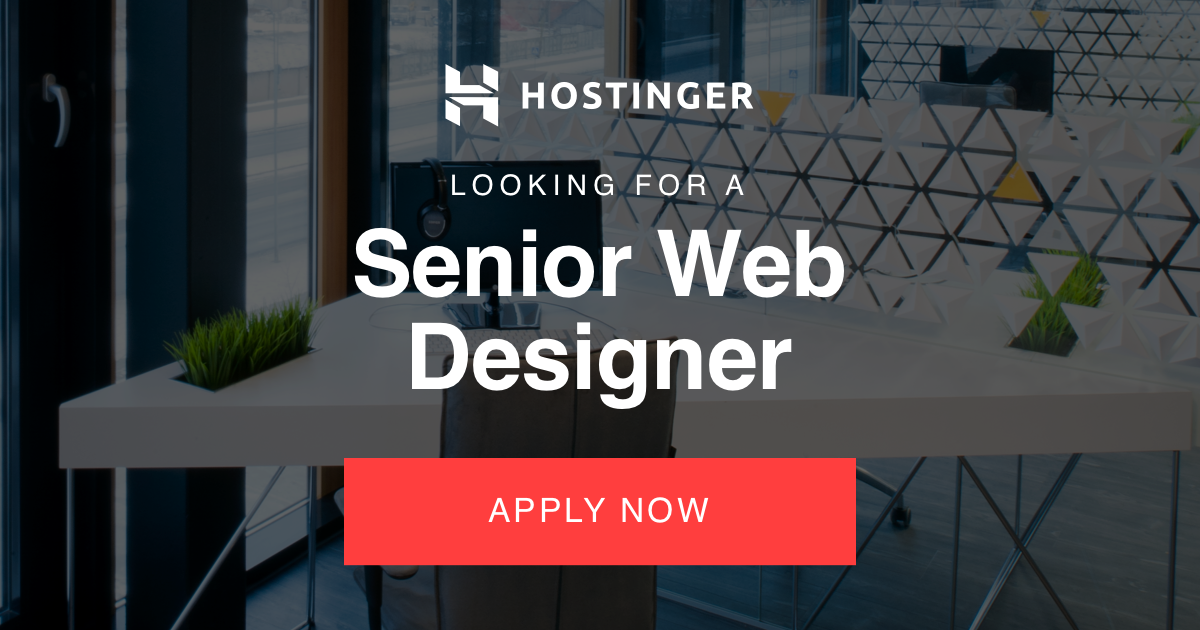 HOSTINGER
LOOKING FOR A
Senior Web
Designer
APPLY NOW